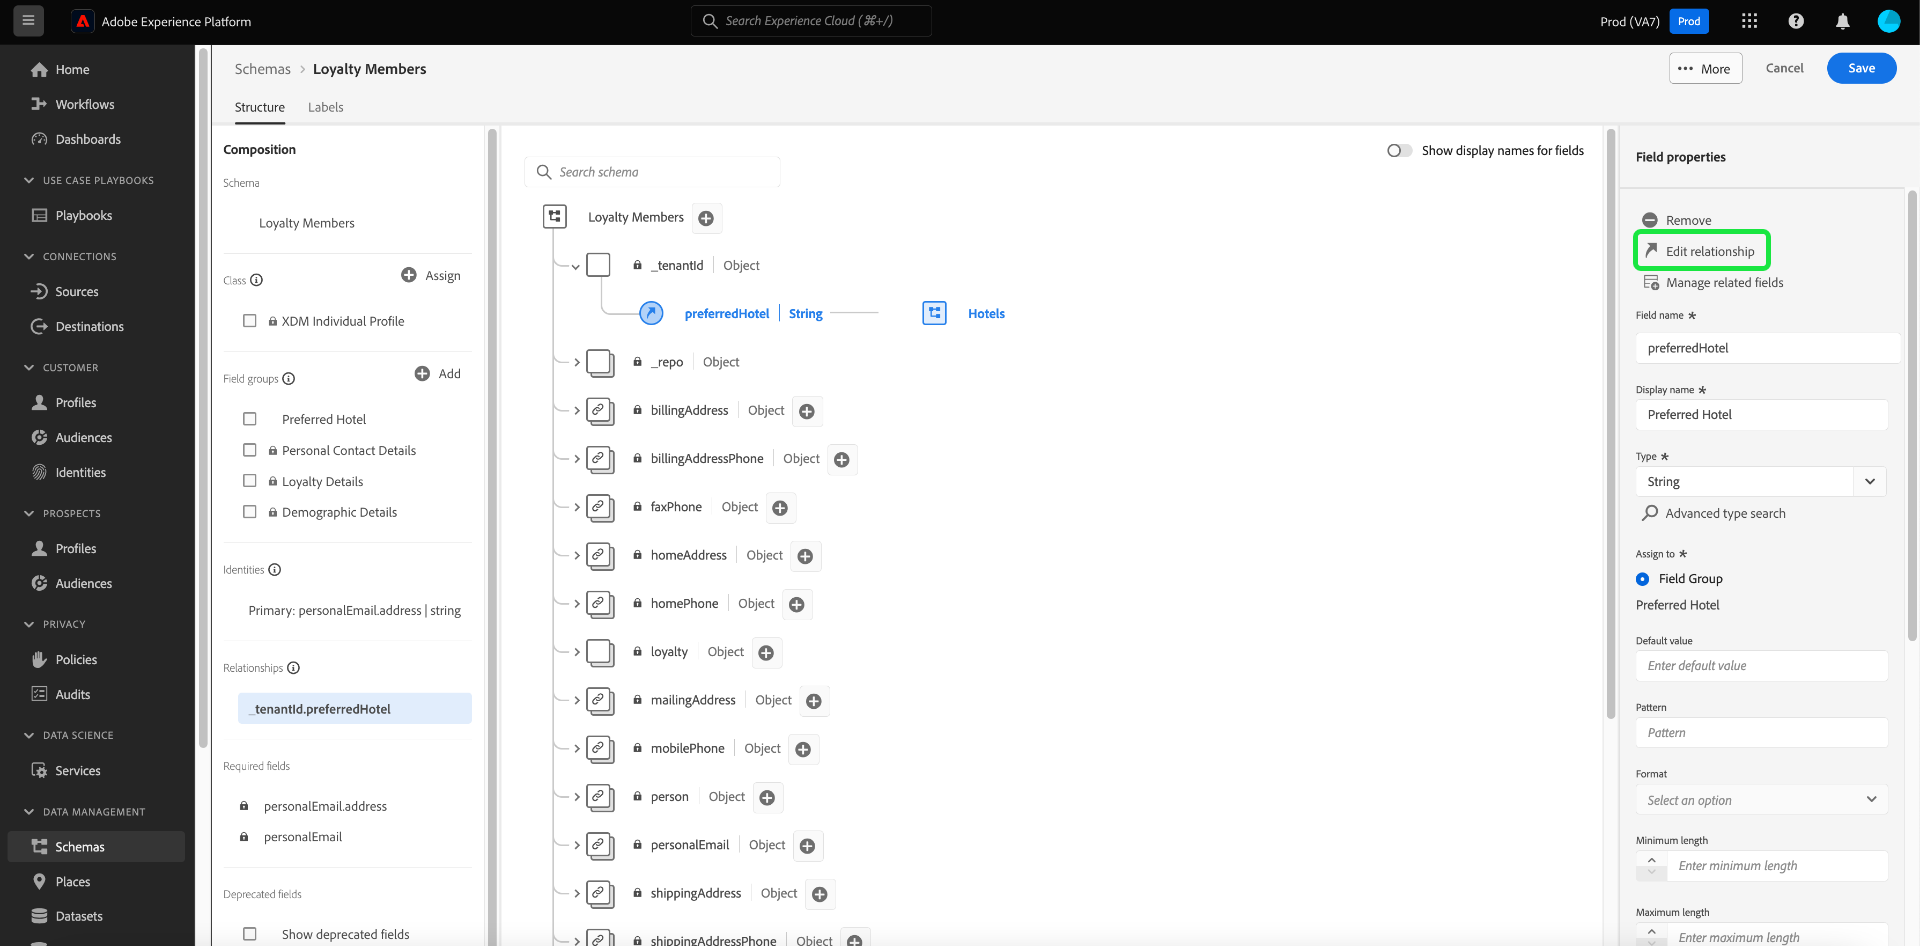 Adobe Experience Platform
Search Experience Cloud (⌘+/)
Prod (VA7)
Prod
Home
Workflows
Dashboards
USE CASE PLAYBOOKS
Playbooks
CONNECTIONS
Sources
Destinations
CUSTOMER
Profiles
Audiences
Identities
PROSPECTS
Profiles
Audiences
PRIVACY
Policies
Audits
DATA SCIENCE
Services
DATA MANAGEMENT
Schemas
Places
Datasets
Schemas > Loyalty Members
More
Cancel
Save
Structure
Labels
Composition
Schema
Loyalty Members
Class
Assign
XDM Individual Profile
Field groups
Add
Preferred Hotel
Personal Contact Details
Loyalty Details
Demographic Details
Identities
Primary: personalEmail.address | string
Relationships
_tenantId.preferredHotel
Required fields
personalEmail.address
personalEmail
Deprecated fields
Show deprecated fields
Show display names for fields
Search schema
Loyalty Members
_tenantId | Object
preferredHotel | String
Hotels
_repo | Object
billingAddress | Object
billingAddressPhone | Object
faxPhone | Object
homeAddress | Object
homePhone | Object
loyalty | Object
mailingAddress | Object
mobilePhone | Object
person | Object
personalEmail | Object
shippingAddress | Object
shippingAddressPhone | Object
Field properties
Remove
Edit relationship
Manage related fields
Field name *
preferredHotel
Display name *
Preferred Hotel
Type *
String
Advanced type search
Assign to *
Field Group
Preferred Hotel
Default value
Enter default value
Pattern
Pattern
Format
Select an option
Minimum length
Enter minimum length
Maximum length
Enter maximum length